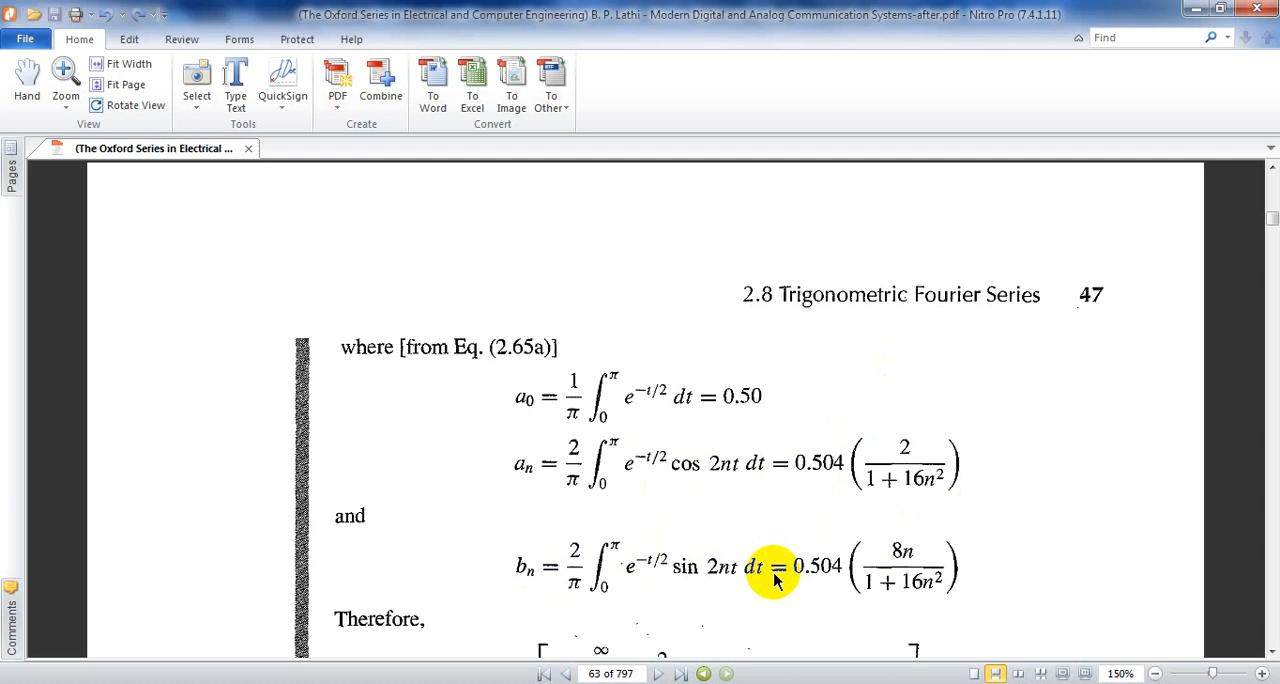 (The Oxford Series in Electrical and Computer Engineering) B. P. Lathi - Modern Digital and Analog Communication Systems-after.pdf - Nitro Pro (7.4.1.11)
File Home Edit Review Forms Protect Help Find
Hand Zoom Fit Width Fit Page Rotate View Select Type Text QuickSign PDF Combine To Word To Excel To Image To Other
View Tools Create Convert
Pages (The Oxford Series in Electrical ...
2.8 Trigonometric Fourier Series 47
where [from Eq. (2.65a)]
a₀ = 1/π ∫₀^π e^(−t/2) dt = 0.50
aₙ = 2/π ∫₀^π e^(−t/2) cos 2nt dt = 0.504 (2/(1 + 16n²))
and
bₙ = 2/π ∫₀^π e^(−t/2) sin 2nt dt = 0.504 (8n/(1 + 16n²))
Therefore,
Comments
63 of 797 150%